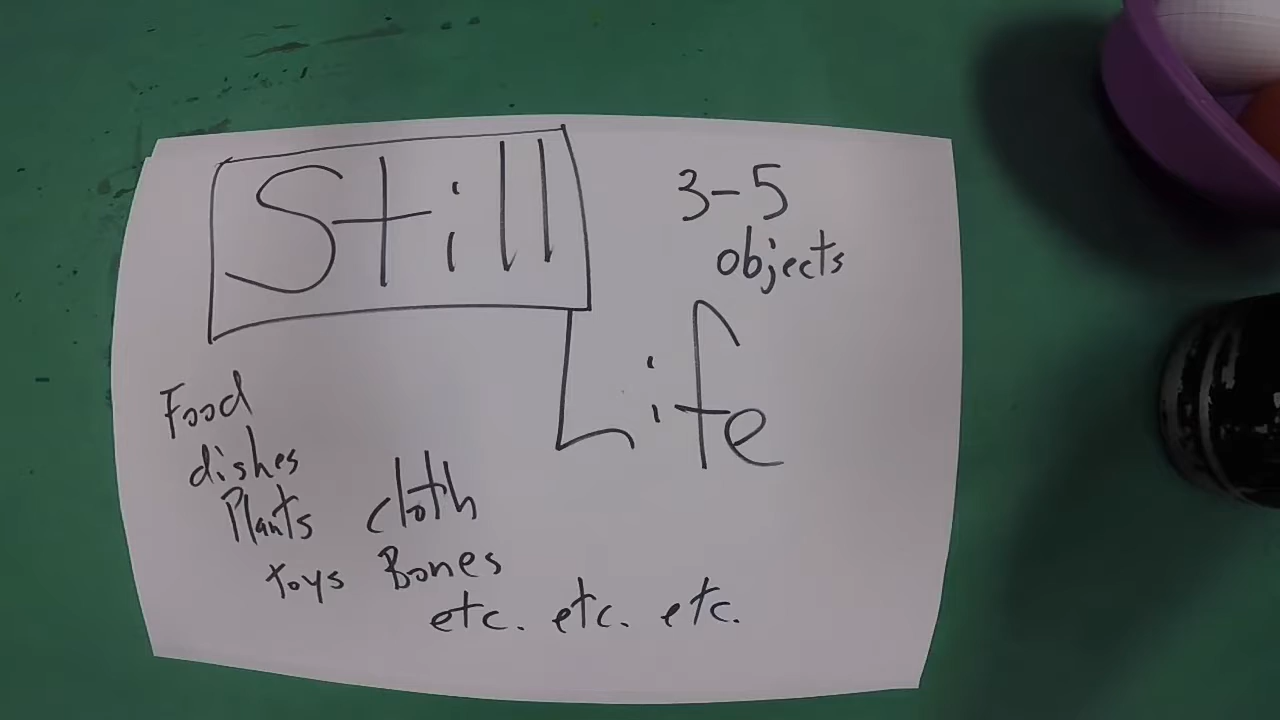 Still
3-5
objects
Life
Food
dishes
Plants cloth
toys Bones
etc. etc. etc.